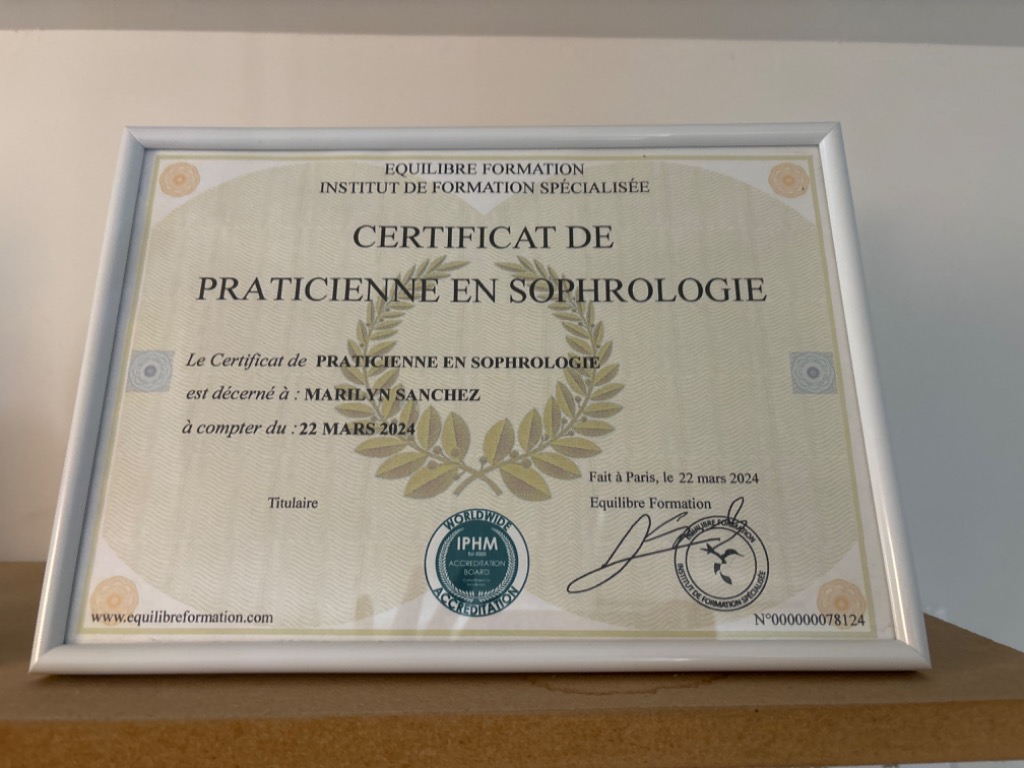 EQUILIBRE FORMATION
INSTITUT DE FORMATION SPÉCIALISÉE
CERTIFICAT DE
PRATICIENNE EN SOPHROLOGIE
Le Certificat de PRATICIENNE EN SOPHROLOGIE
est décerné à : MARILYN SANCHEZ
à compter du : 22 MARS 2024
Fait à Paris, le 22 mars 2024
Titulaire
Equilibre Formation
WORLDWIDE
IPHM
ACCREDITATION
BOARD
ACCREDITATION
EQUILIBRE FORMATION
INSTITUT DE FORMATION SPÉCIALISÉE
www.equilibreformation.com
N°000000078124